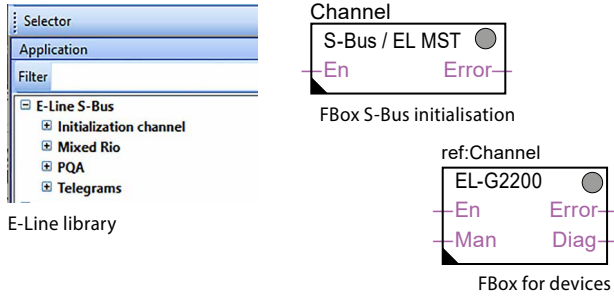 Selector
Application
Filter
E-Line S-Bus
Initialization channel
Mixed Rio
PQA
Telegrams
E-Line library
Channel
S-Bus / EL MST
En Error
FBox S-Bus initialisation
ref:Channel
EL-G2200
En Error
Man Diag
FBox for devices